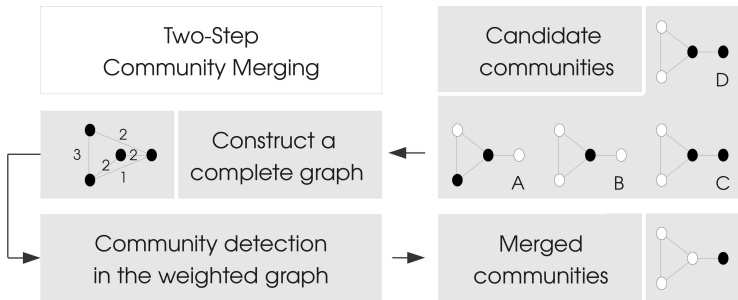 Two-Step
Community Merging
Candidate
communities
D
2
3
2
2
1
Construct a
complete graph
A
B
C
Community detection
in the weighted graph
Merged
communities